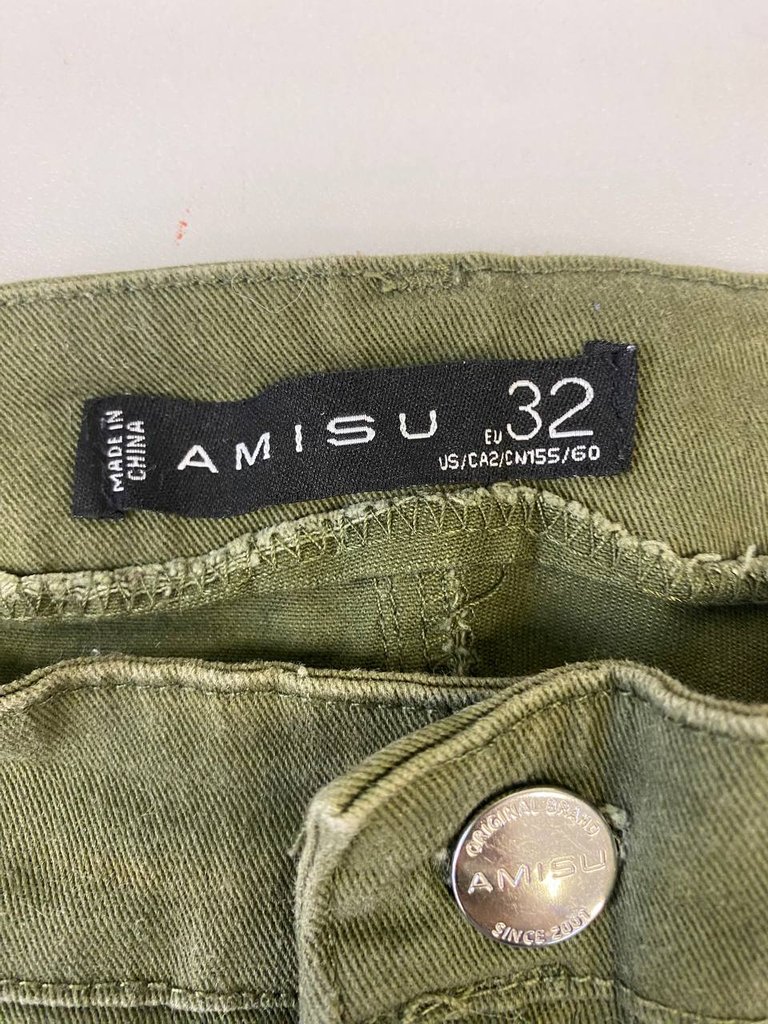 MADE IN
CHINA
AMISU
EU 32
US/CA2/CN155/60
ORIGINAL BRAND
AMISU
SINCE 2001